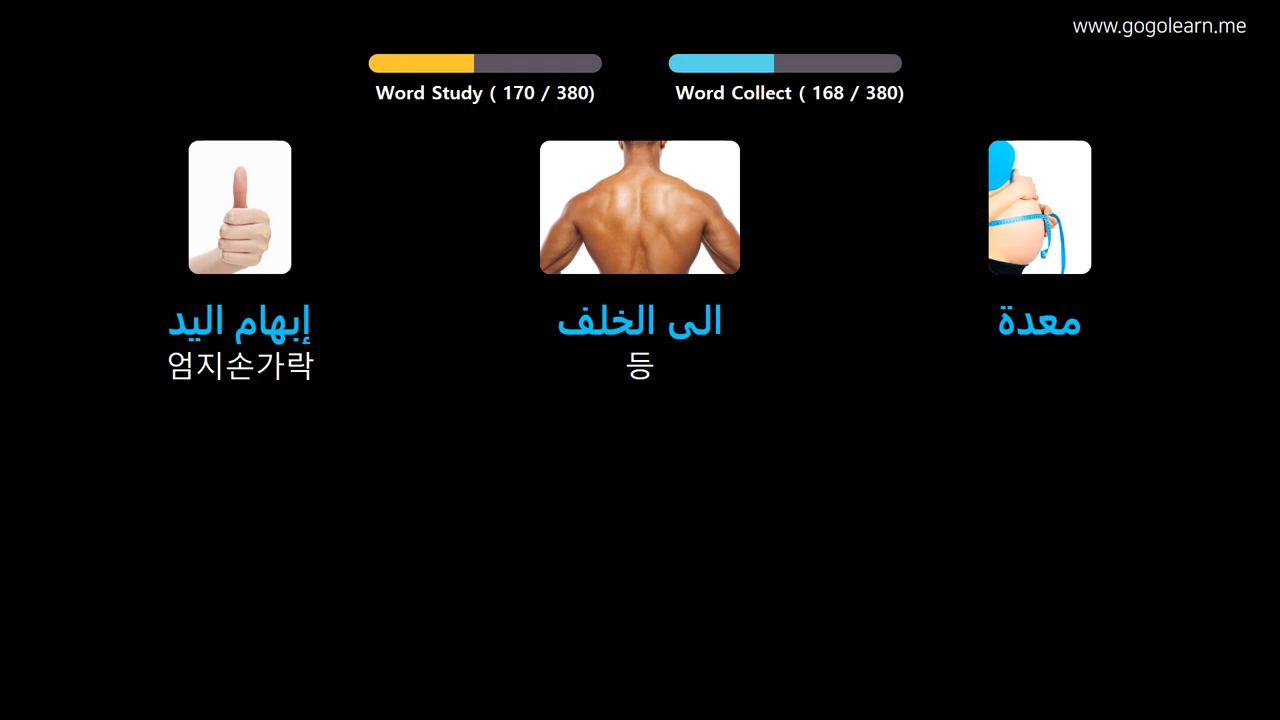 www.gogolearn.me
Word Study ( 170 / 380)
Word Collect ( 168 / 380)
إبهام اليد
엄지손가락
الى الخلف
등
معدة